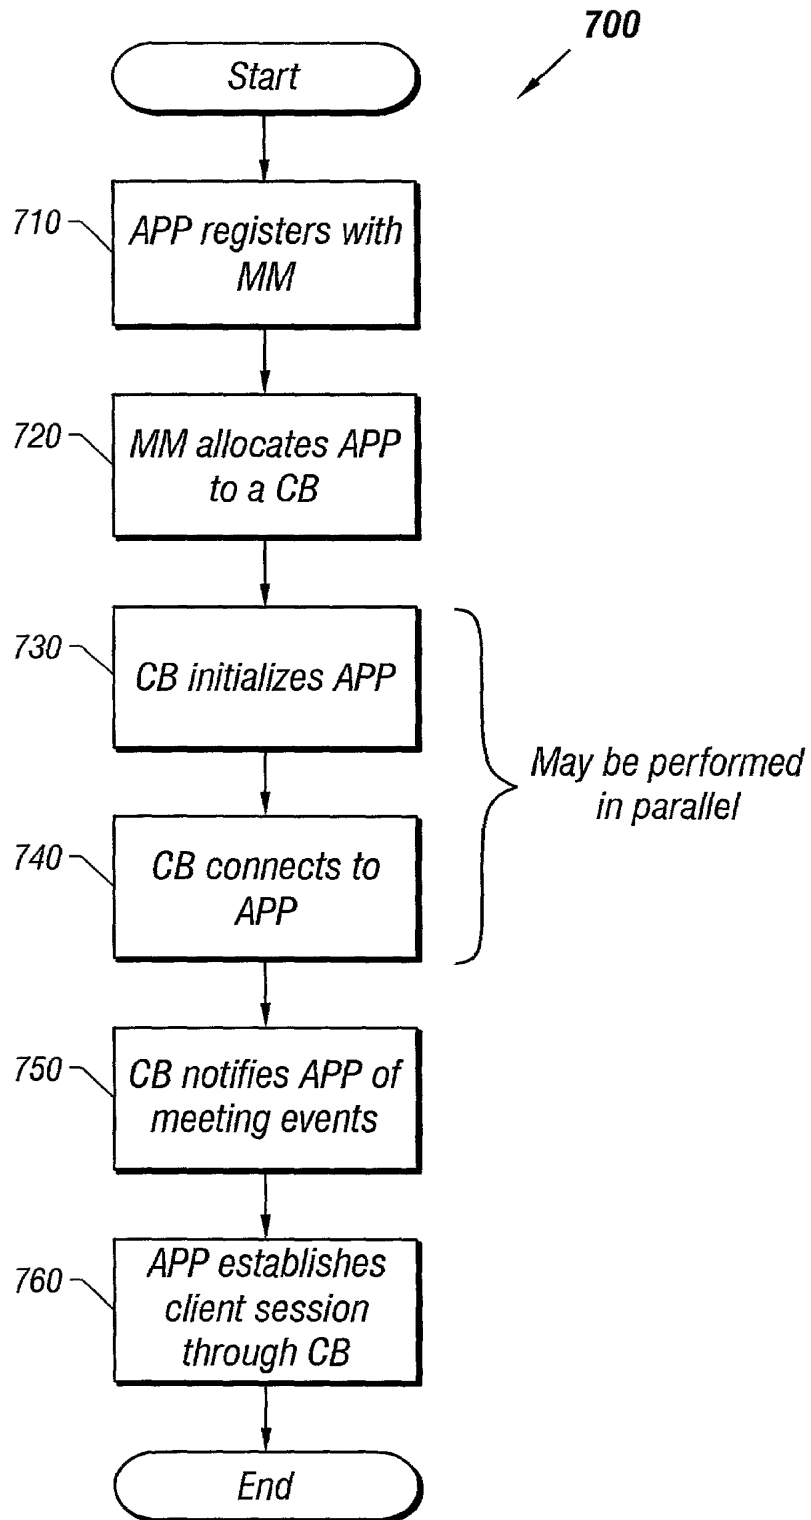 700
Start
710
APP registers with
MM
720
MM allocates APP
to a CB
730
CB initializes APP
May be performed
in parallel
740
CB connects to
APP
750
CB notifies APP of
meeting events
760
APP establishes
client session
through CB
End